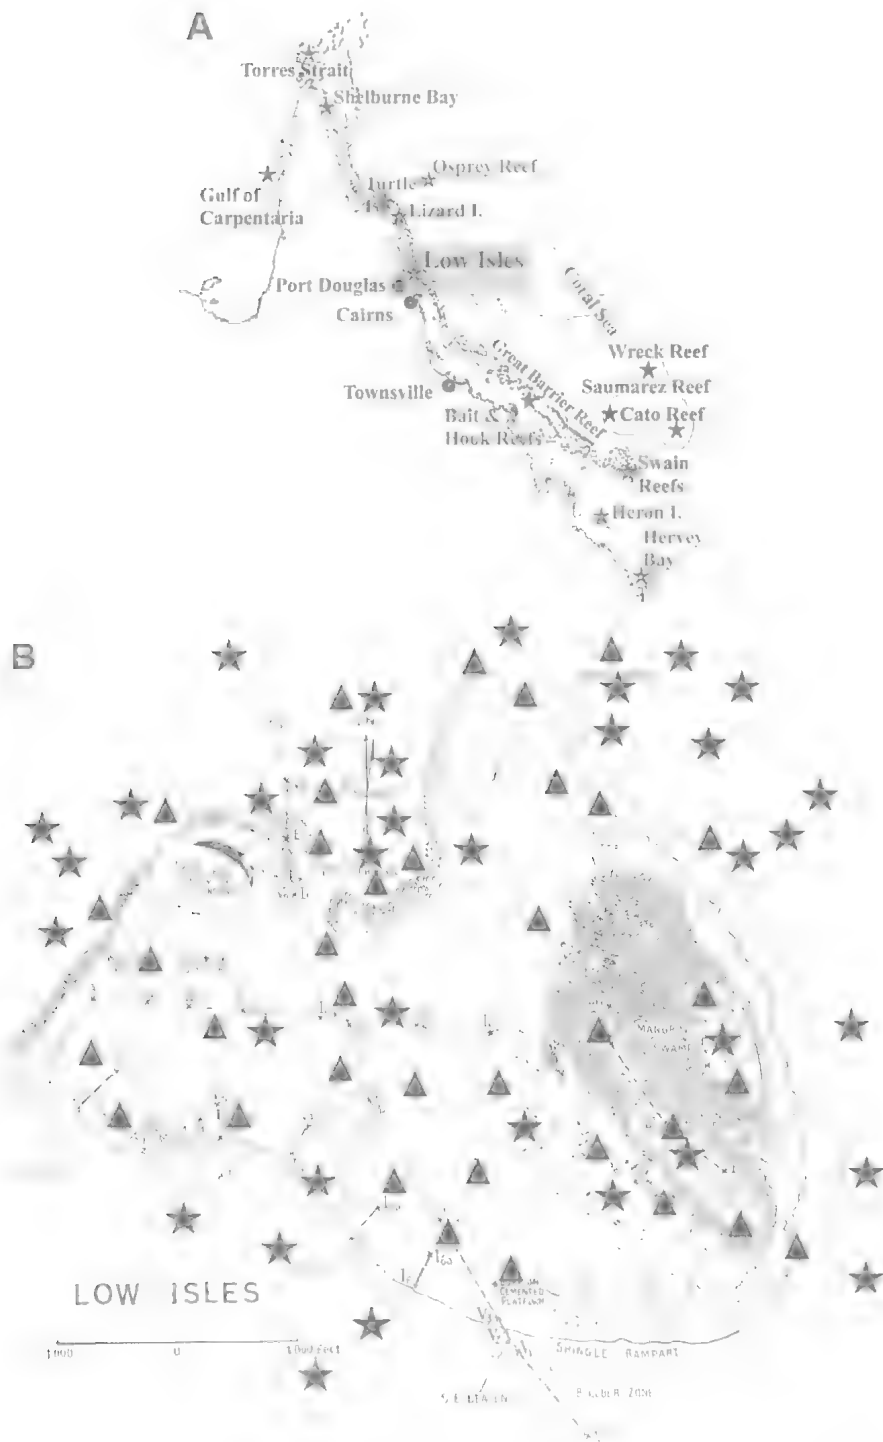 A
Torres Strait
Shelburne Bay
Osprey Reef
Turtle
Is
Gulf of
Carpentaria
Lizard I.
Low Isles
Port Douglas
Cairns
Coral Sea
Wreck Reef
Great Barrier Reef
Saumarez Reef
Townsville
Cato Reef
Bait &
Hook Reefs
Swain
Reefs
Heron I.
Hervey
Bay
B
MANGROVE
SWAMP
CEMENTED
PLATFORM
LOW ISLES
1000 0 1000 Feet
SHINGLE RAMPART
BOULDER ZONE